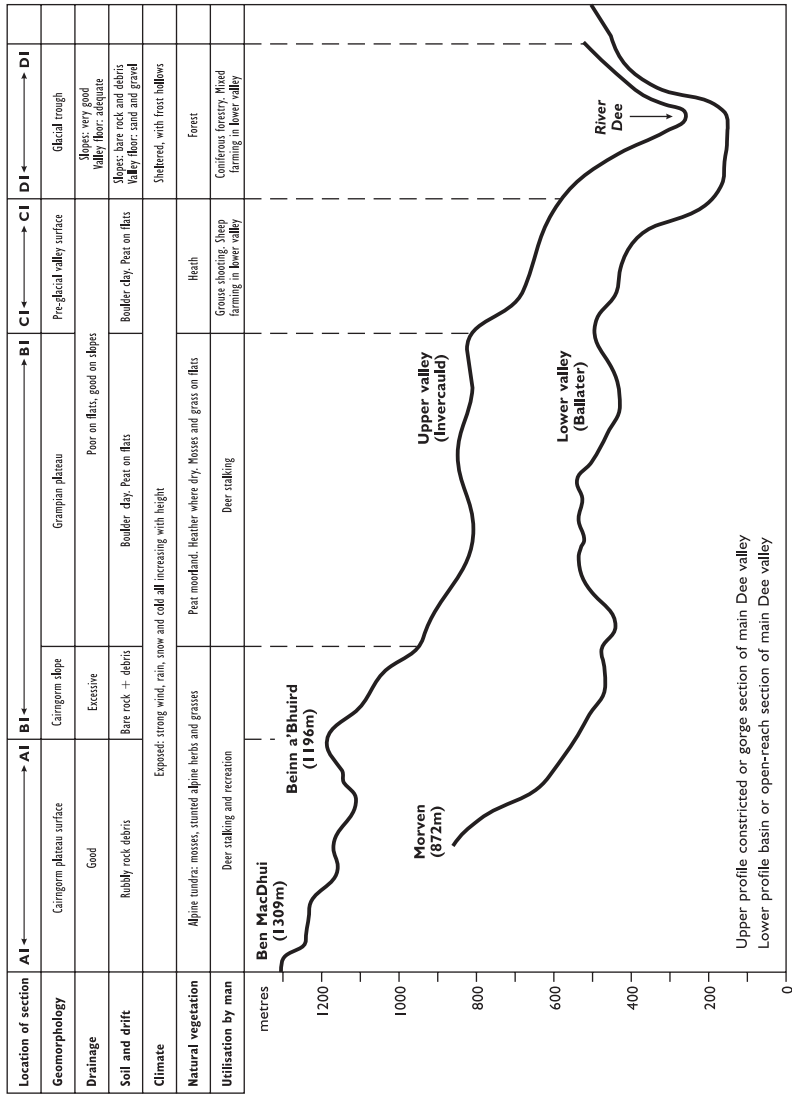 Location of section
AI ←→ AI
BI ←→ BI
CI ←→ CI
DI ←→ DI
Geomorphology
Cairngorm plateau surface
Cairngorm slope
Grampian plateau
Pre-glacial valley surface
Glacial trough
Drainage
Good
Excessive
Poor on flats, good on slopes
Slopes: very good
Valley floor: adequate
Soil and drift
Rubbly rock debris
Bare rock + debris
Boulder clay. Peat on flats
Boulder clay. Peat on flats
Slopes: bare rock and debris
Valley floor: sand and gravel
Climate
Exposed: strong wind, rain, snow and cold all increasing with height
Sheltered, with frost hollows
Natural vegetation
Alpine tundra: mosses, stunted alpine herbs and grasses
Peat moorland. Heather where dry. Mosses and grass on flats
Heath
Forest
Utilisation by man
Deer stalking and recreation
Deer stalking
Grouse shooting. Sheep
farming in lower valley
Coniferous forestry. Mixed
farming in lower valley
metres
1200
1000
800
600
400
200
0
Ben MacDhui
(1309m)
Beinn a'Bhuird
(1196m)
Morven
(872m)
Upper valley
(Invercauld)
Lower valley
(Ballater)
River
Dee
Upper profile constricted or gorge section of main Dee valley
Lower profile basin or open-reach section of main Dee valley